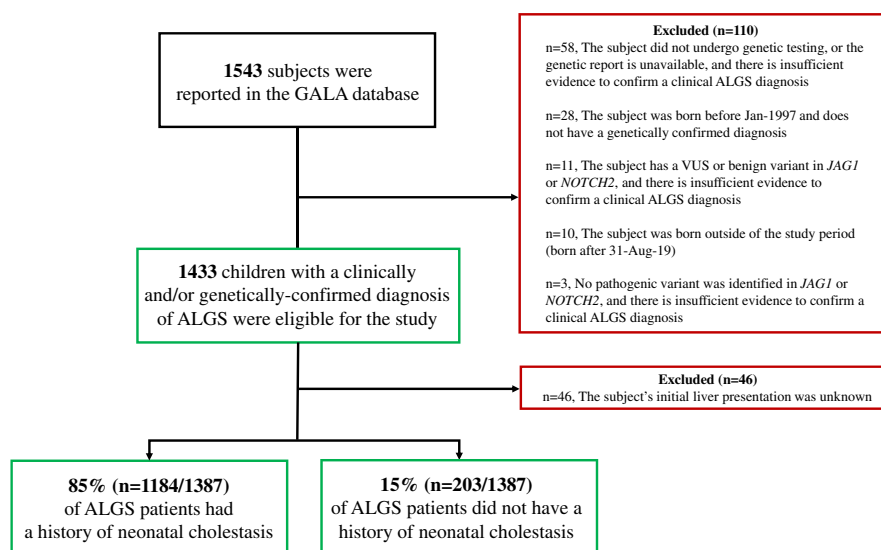 1543 subjects were
reported in the GALA database
Excluded (n=110)
n=58, The subject did not undergo genetic testing, or the
genetic report is unavailable, and there is insufficient
evidence to confirm a clinical ALGS diagnosis
n=28, The subject was born before Jan-1997 and does
not have a genetically confirmed diagnosis
n=11, The subject has a VUS or benign variant in JAG1
or NOTCH2, and there is insufficient evidence to
confirm a clinical ALGS diagnosis
n=10, The subject was born outside of the study period
(born after 31-Aug-19)
n=3, No pathogenic variant was identified in JAG1 or
NOTCH2, and there is insufficient evidence to confirm a
clinical ALGS diagnosis
1433 children with a clinically
and/or genetically-confirmed diagnosis
of ALGS were eligible for the study
Excluded (n=46)
n=46, The subject's initial liver presentation was unknown
85% (n=1184/1387)
of ALGS patients had
a history of neonatal cholestasis
15% (n=203/1387)
of ALGS patients did not have a
history of neonatal cholestasis